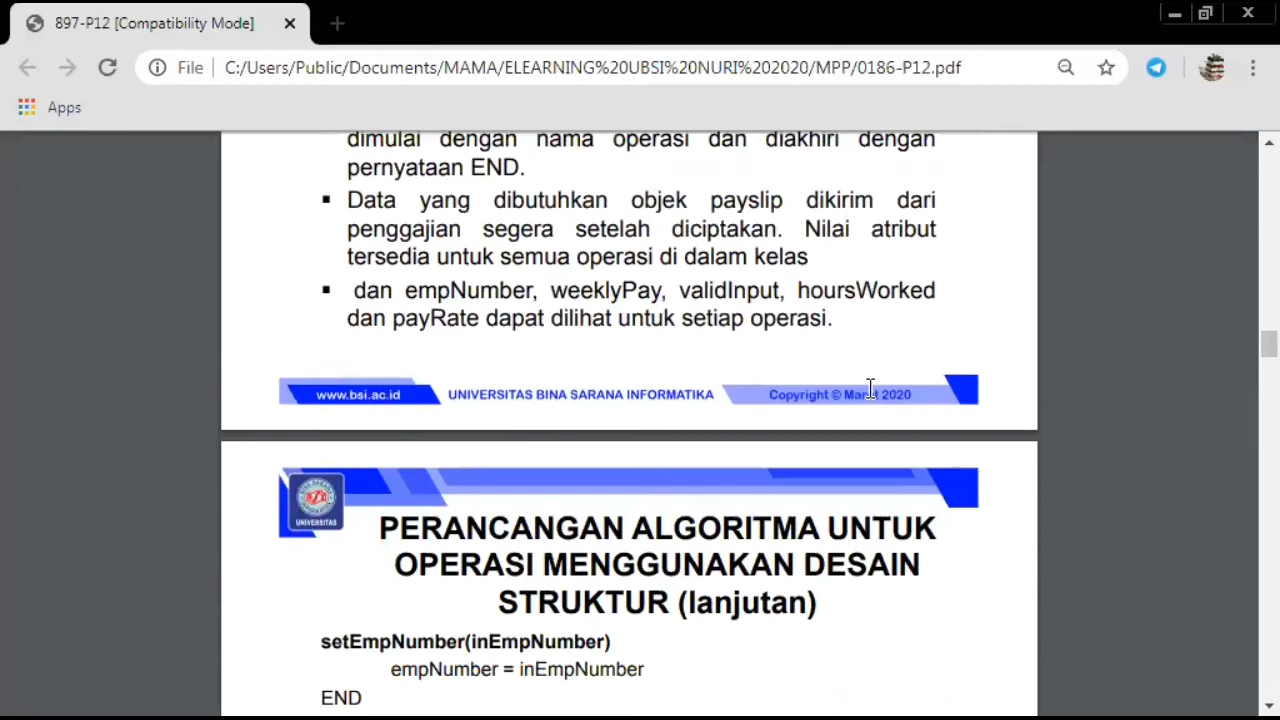 897-P12 [Compatibility Mode]
File
C:/Users/Public/Documents/MAMA/ELEARNING%20UBSI%20NURI%202020/MPP/0186-P12.pdf
Apps
dimulai dengan nama operasi dan diakhiri dengan
pernyataan END.
▪ Data yang dibutuhkan objek payslip dikirim dari
penggajian segera setelah diciptakan. Nilai atribut
tersedia untuk semua operasi di dalam kelas
▪ dan empNumber, weeklyPay, validInput, hoursWorked
dan payRate dapat dilihat untuk setiap operasi.
www.bsi.ac.id UNIVERSITAS BINA SARANA INFORMATIKA Copyright © Maret 2020
UNIVERSITAS
PERANCANGAN ALGORITMA UNTUK
OPERASI MENGGUNAKAN DESAIN
STRUKTUR (lanjutan)
setEmpNumber(inEmpNumber)
empNumber = inEmpNumber
END